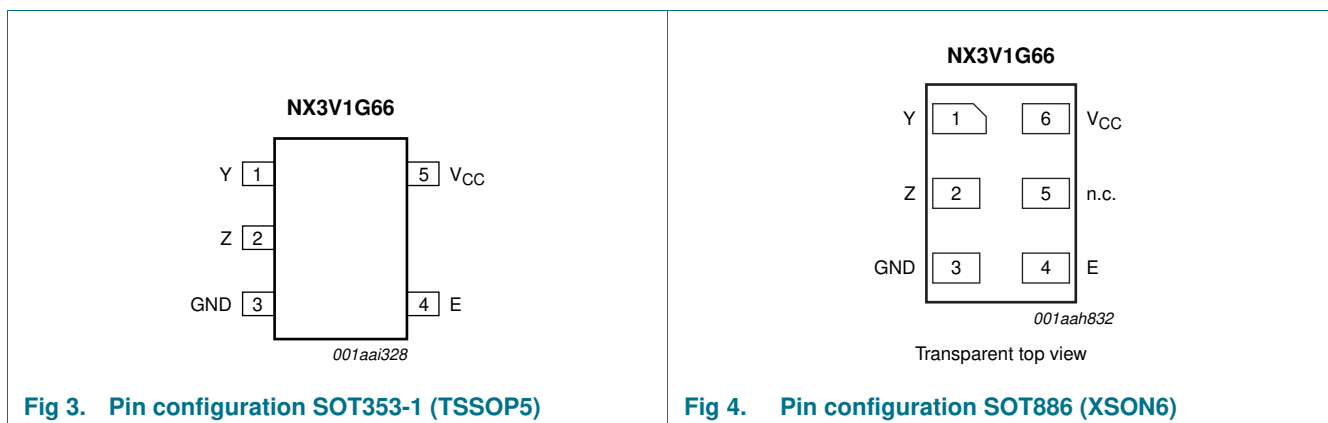 NX3V1G66
Y 1
5 VCC
Z 2
GND 3
4 E
001aai328
Fig 3. Pin configuration SOT353-1 (TSSOP5)
NX3V1G66
Y 1 6 VCC
Z 2 5 n.c.
GND 3 4 E
001aah832
Transparent top view
Fig 4. Pin configuration SOT886 (XSON6)